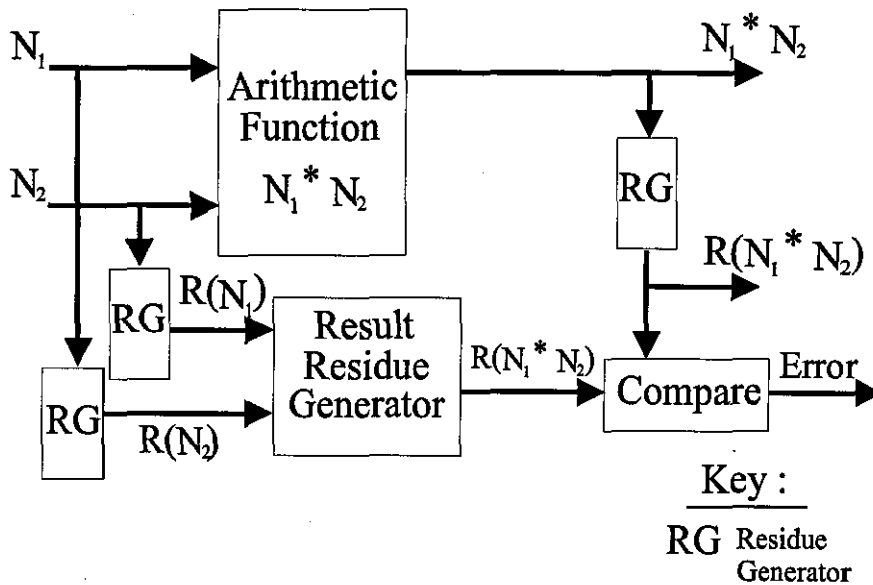 N₁
N₂
Arithmetic
Function
N₁* N₂
N₁* N₂
RG
R(N₁* N₂)
RG
R(N₁)
RG
R(N₂)
Result
Residue
Generator
R(N₁* N₂)
Compare
Error
Key :
RG Residue
Generator